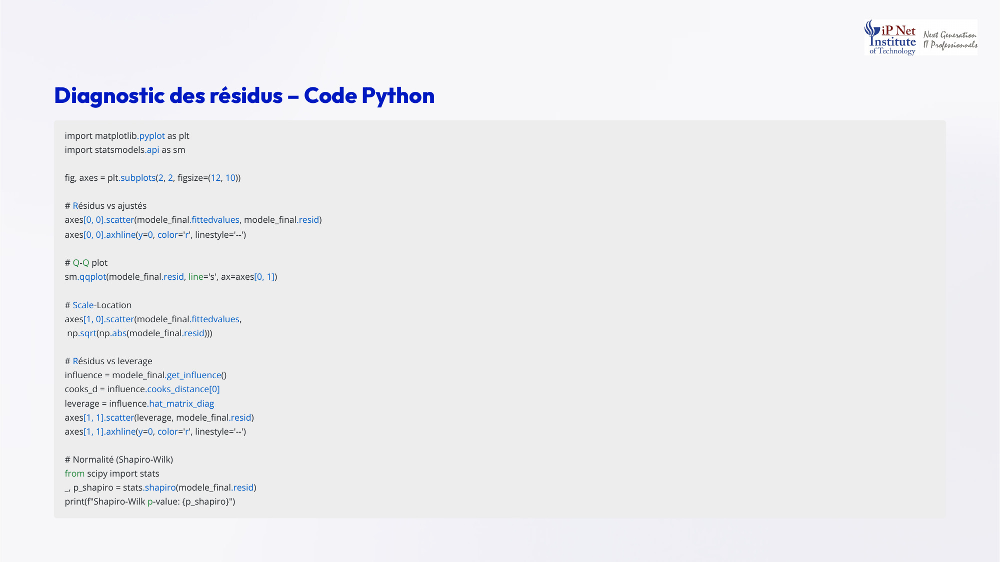 iP Net
Institute
of Technology
Next Generation
IT Professionnels
Diagnostic des résidus – Code Python
import matplotlib.pyplot as plt
import statsmodels.api as sm
fig, axes = plt.subplots(2, 2, figsize=(12, 10))
# Résidus vs ajustés
axes[0, 0].scatter(modele_final.fittedvalues, modele_final.resid)
axes[0, 0].axhline(y=0, color='r', linestyle='--')
# Q-Q plot
sm.qqplot(modele_final.resid, line='s', ax=axes[0, 1])
# Scale-Location
axes[1, 0].scatter(modele_final.fittedvalues,
np.sqrt(np.abs(modele_final.resid)))
# Résidus vs leverage
influence = modele_final.get_influence()
cooks_d = influence.cooks_distance[0]
leverage = influence.hat_matrix_diag
axes[1, 1].scatter(leverage, modele_final.resid)
axes[1, 1].axhline(y=0, color='r', linestyle='--')
# Normalité (Shapiro-Wilk)
from scipy import stats
_, p_shapiro = stats.shapiro(modele_final.resid)
print(f"Shapiro-Wilk p-value: {p_shapiro}")